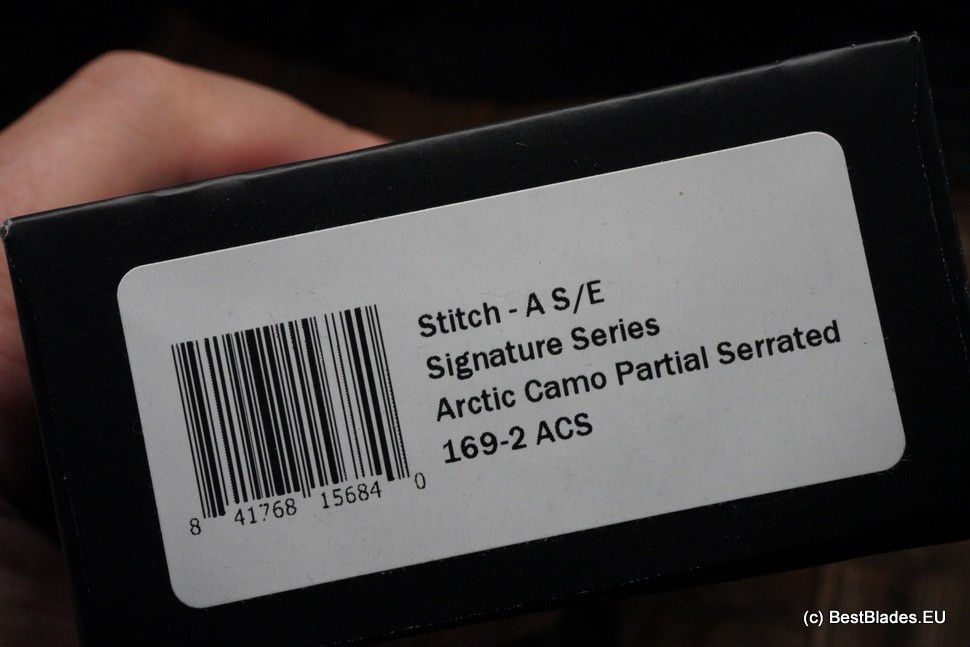 Stitch - A S/E
Signature Series
Arctic Camo Partial Serrated
169-2 ACS
8 41768 15684 0
(c) BestBlades.EU